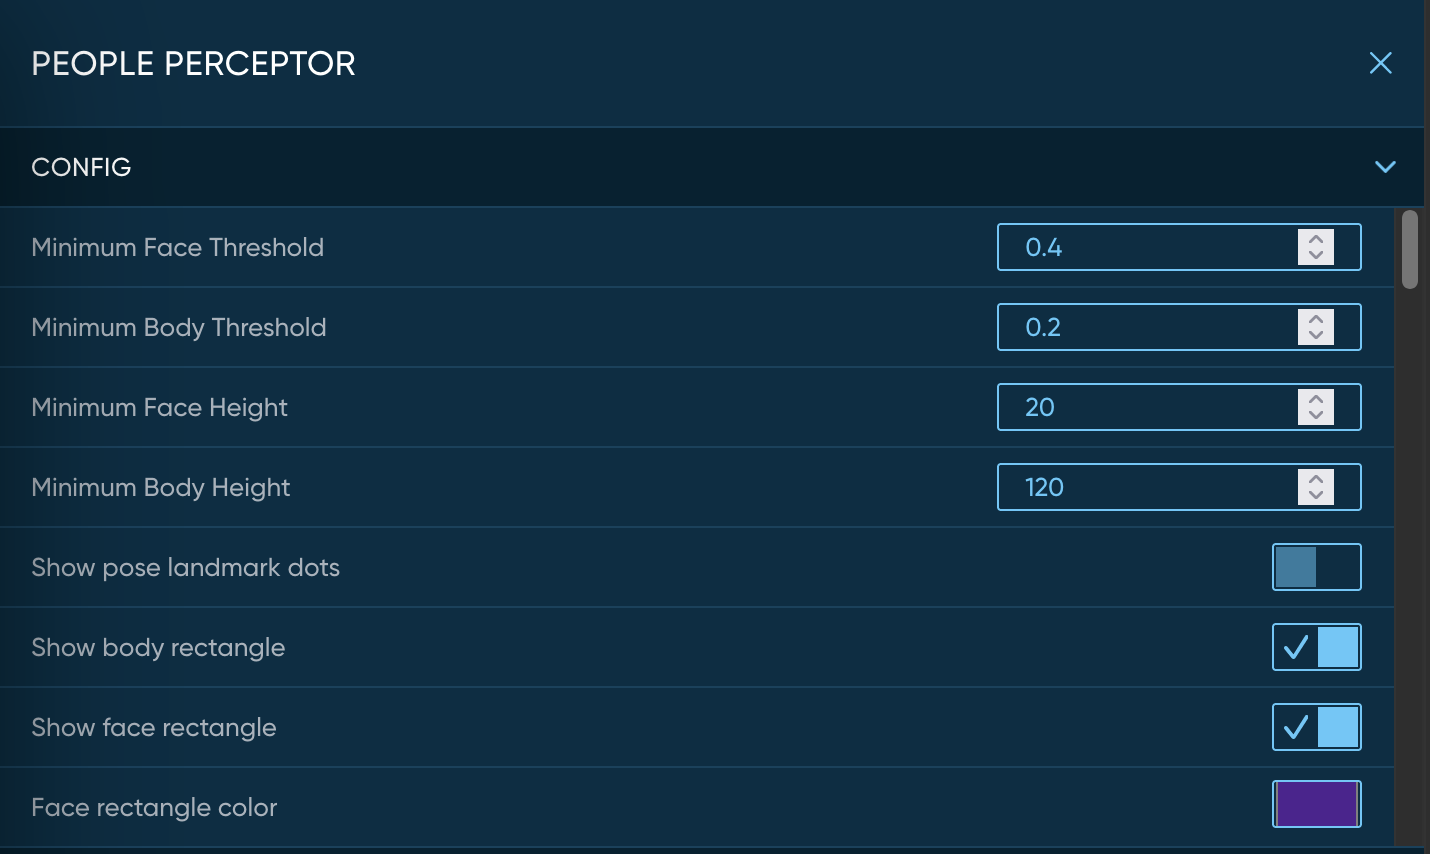 PEOPLE PERCEPTOR
CONFIG
Minimum Face Threshold 0.4
Minimum Body Threshold 0.2
Minimum Face Height 20
Minimum Body Height 120
Show pose landmark dots
Show body rectangle
Show face rectangle
Face rectangle color